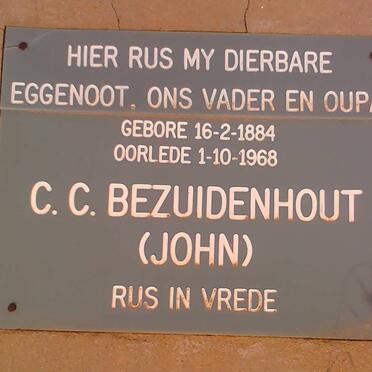 HIER RUS MY DIERBARE
EGGENOOT, ONS VADER EN OUPA
GEBORE 16-2-1884
OORLEDE 1-10-1968
C. C. BEZUIDENHOUT
(JOHN)
RUS IN VREDE